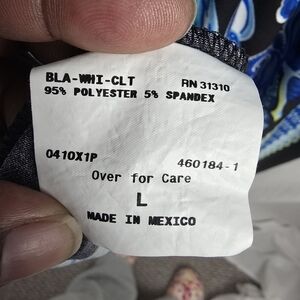 BLA-WHI-CLT RN 31310
95% POLYESTER 5% SPANDEX
0410X1P 460184-1
Over for Care
L
MADE IN MEXICO